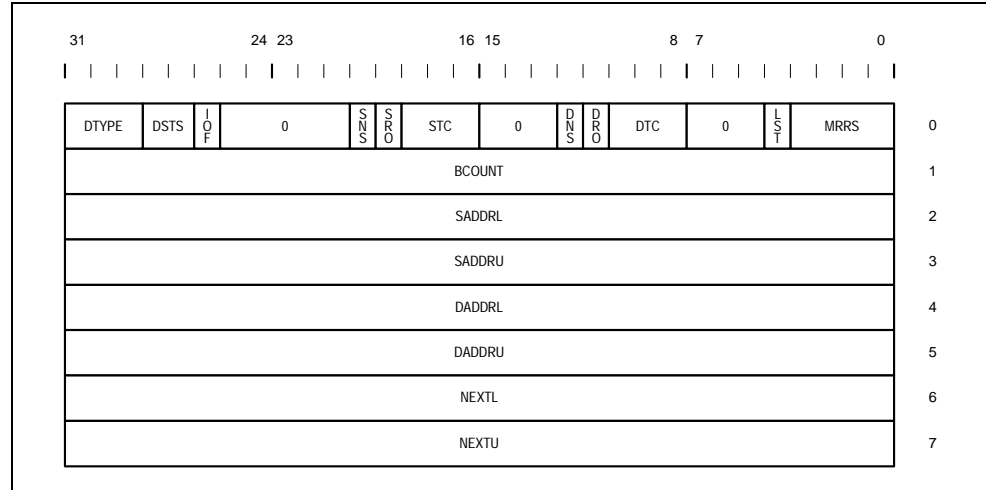 31 24 23 16 15 8 7 0
DTYPE DSTS IOF 0 SNS SRO STC 0 DNS DRO DTC 0 LST MRRS 0
BCOUNT 1
SADDRL 2
SADDRU 3
DADDRL 4
DADDRU 5
NEXTL 6
NEXTU 7